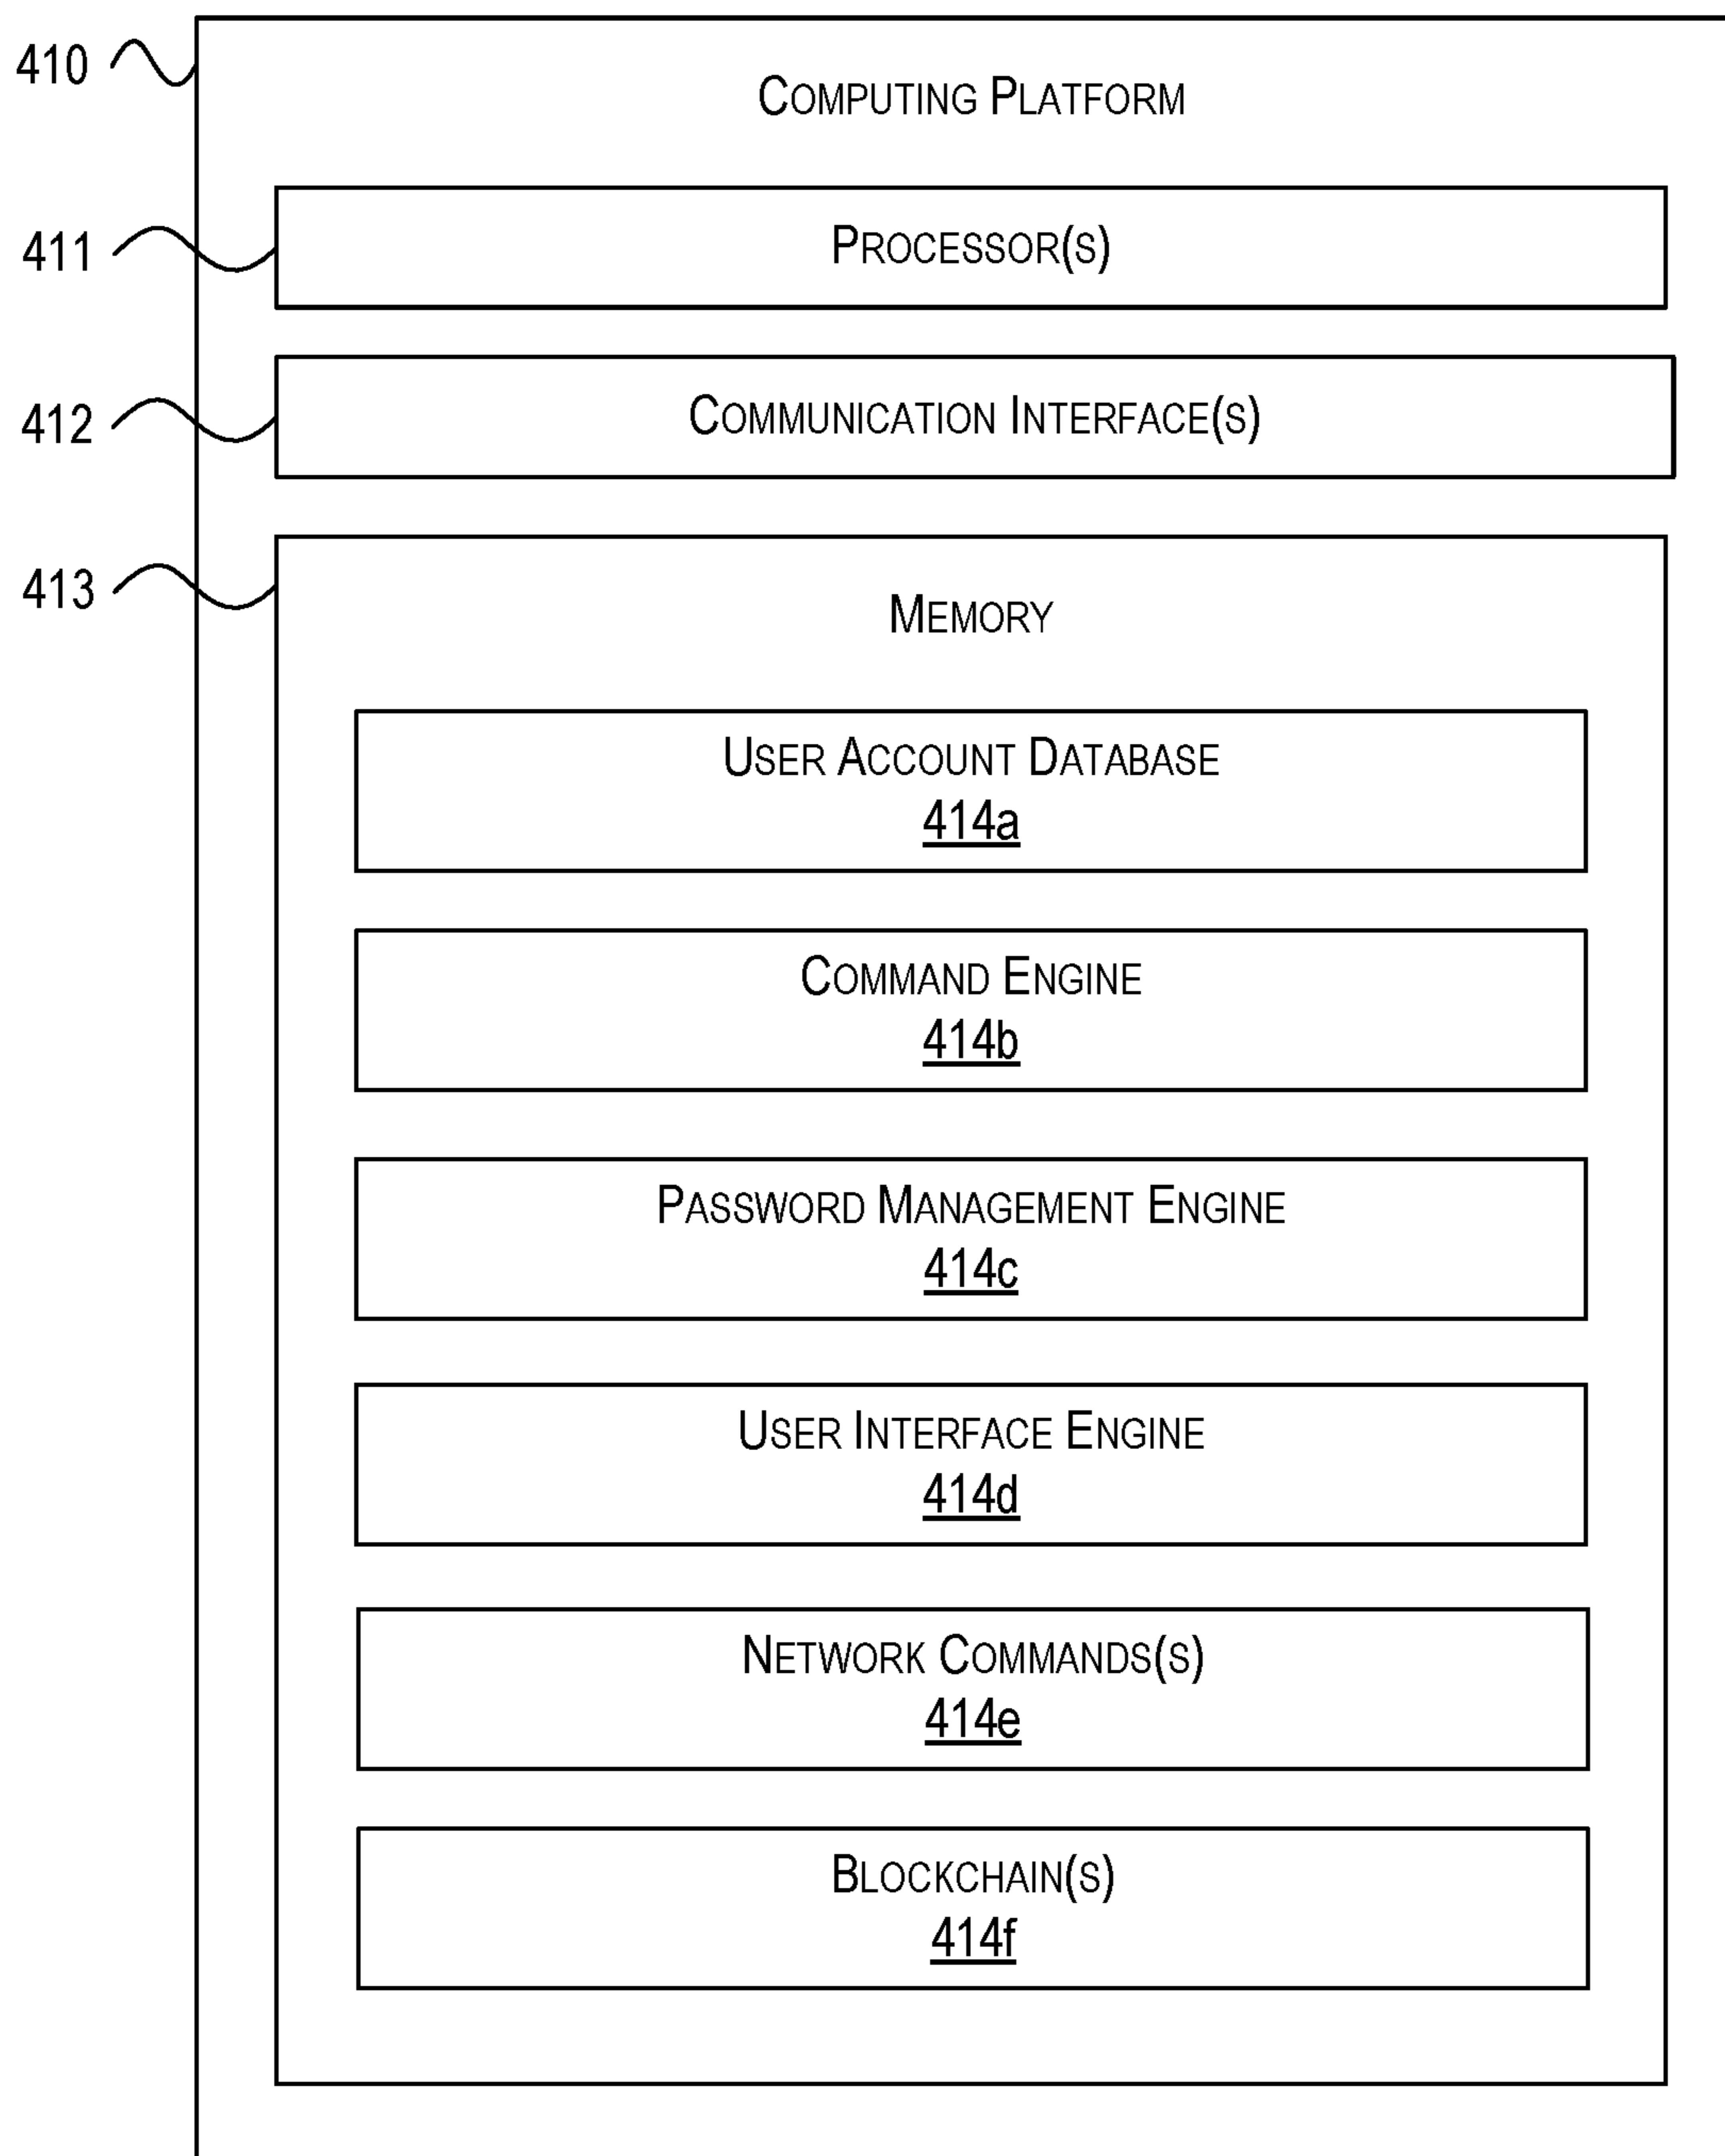 410
Computing Platform
411
Processor(s)
412
Communication Interface(s)
413
Memory
User Account Database
414a
Command Engine
414b
Password Management Engine
414c
User Interface Engine
414d
Network Commands(s)
414e
Blockchain(s)
414f